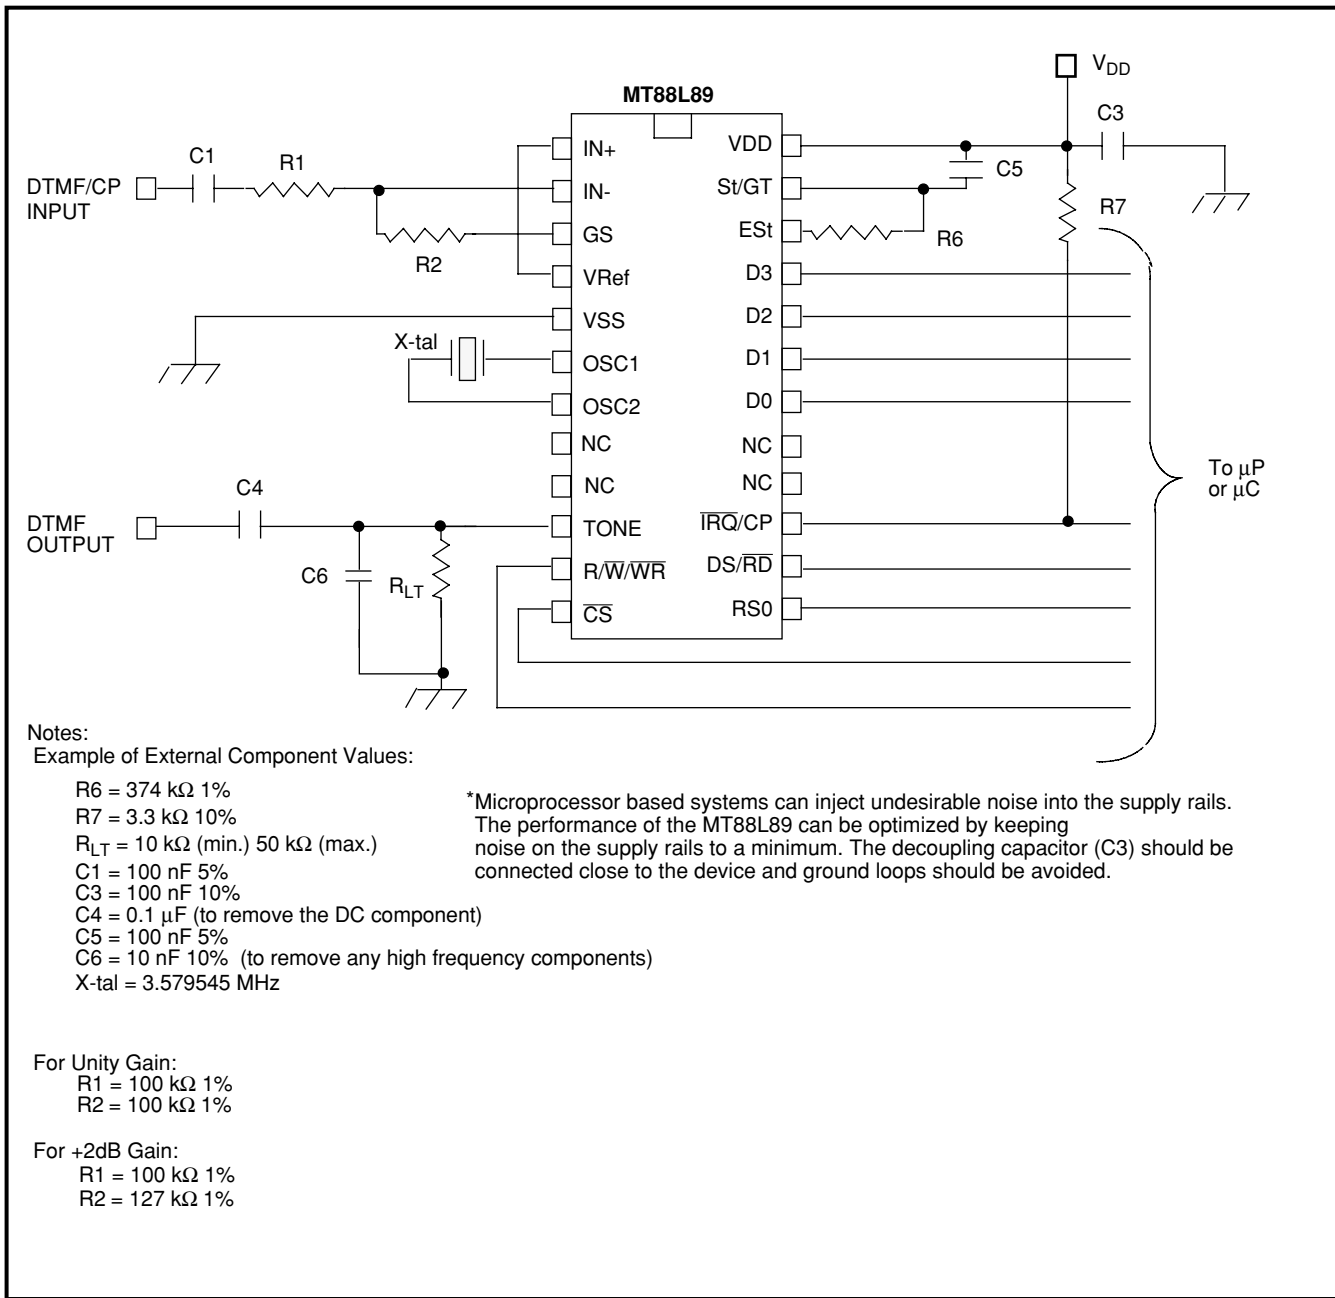 MT88L89
V_DD
C3
C1
R1
IN+
VDD
DTMF/CP
INPUT
IN-
St/GT
C5
R7
GS
ESt
R6
R2
VRef
D3
VSS
D2
X-tal
OSC1
D1
OSC2
D0
NC
NC
To μP
or μC
C4
NC
NC
DTMF
OUTPUT
TONE
I̅R̅Q̅/CP
C6
R_LT
R/W̅/W̅R̅
DS/R̅D̅
C̅S̅
RS0
Notes:
Example of External Component Values:
R6 = 374 kΩ 1%
R7 = 3.3 kΩ 10%
R_LT = 10 kΩ (min.) 50 kΩ (max.)
C1 = 100 nF 5%
C3 = 100 nF 10%
C4 = 0.1 μF (to remove the DC component)
C5 = 100 nF 5%
C6 = 10 nF 10% (to remove any high frequency components)
X-tal = 3.579545 MHz
*Microprocessor based systems can inject undesirable noise into the supply rails.
The performance of the MT88L89 can be optimized by keeping
noise on the supply rails to a minimum. The decoupling capacitor (C3) should be
connected close to the device and ground loops should be avoided.
For Unity Gain:
R1 = 100 kΩ 1%
R2 = 100 kΩ 1%
For +2dB Gain:
R1 = 100 kΩ 1%
R2 = 127 kΩ 1%